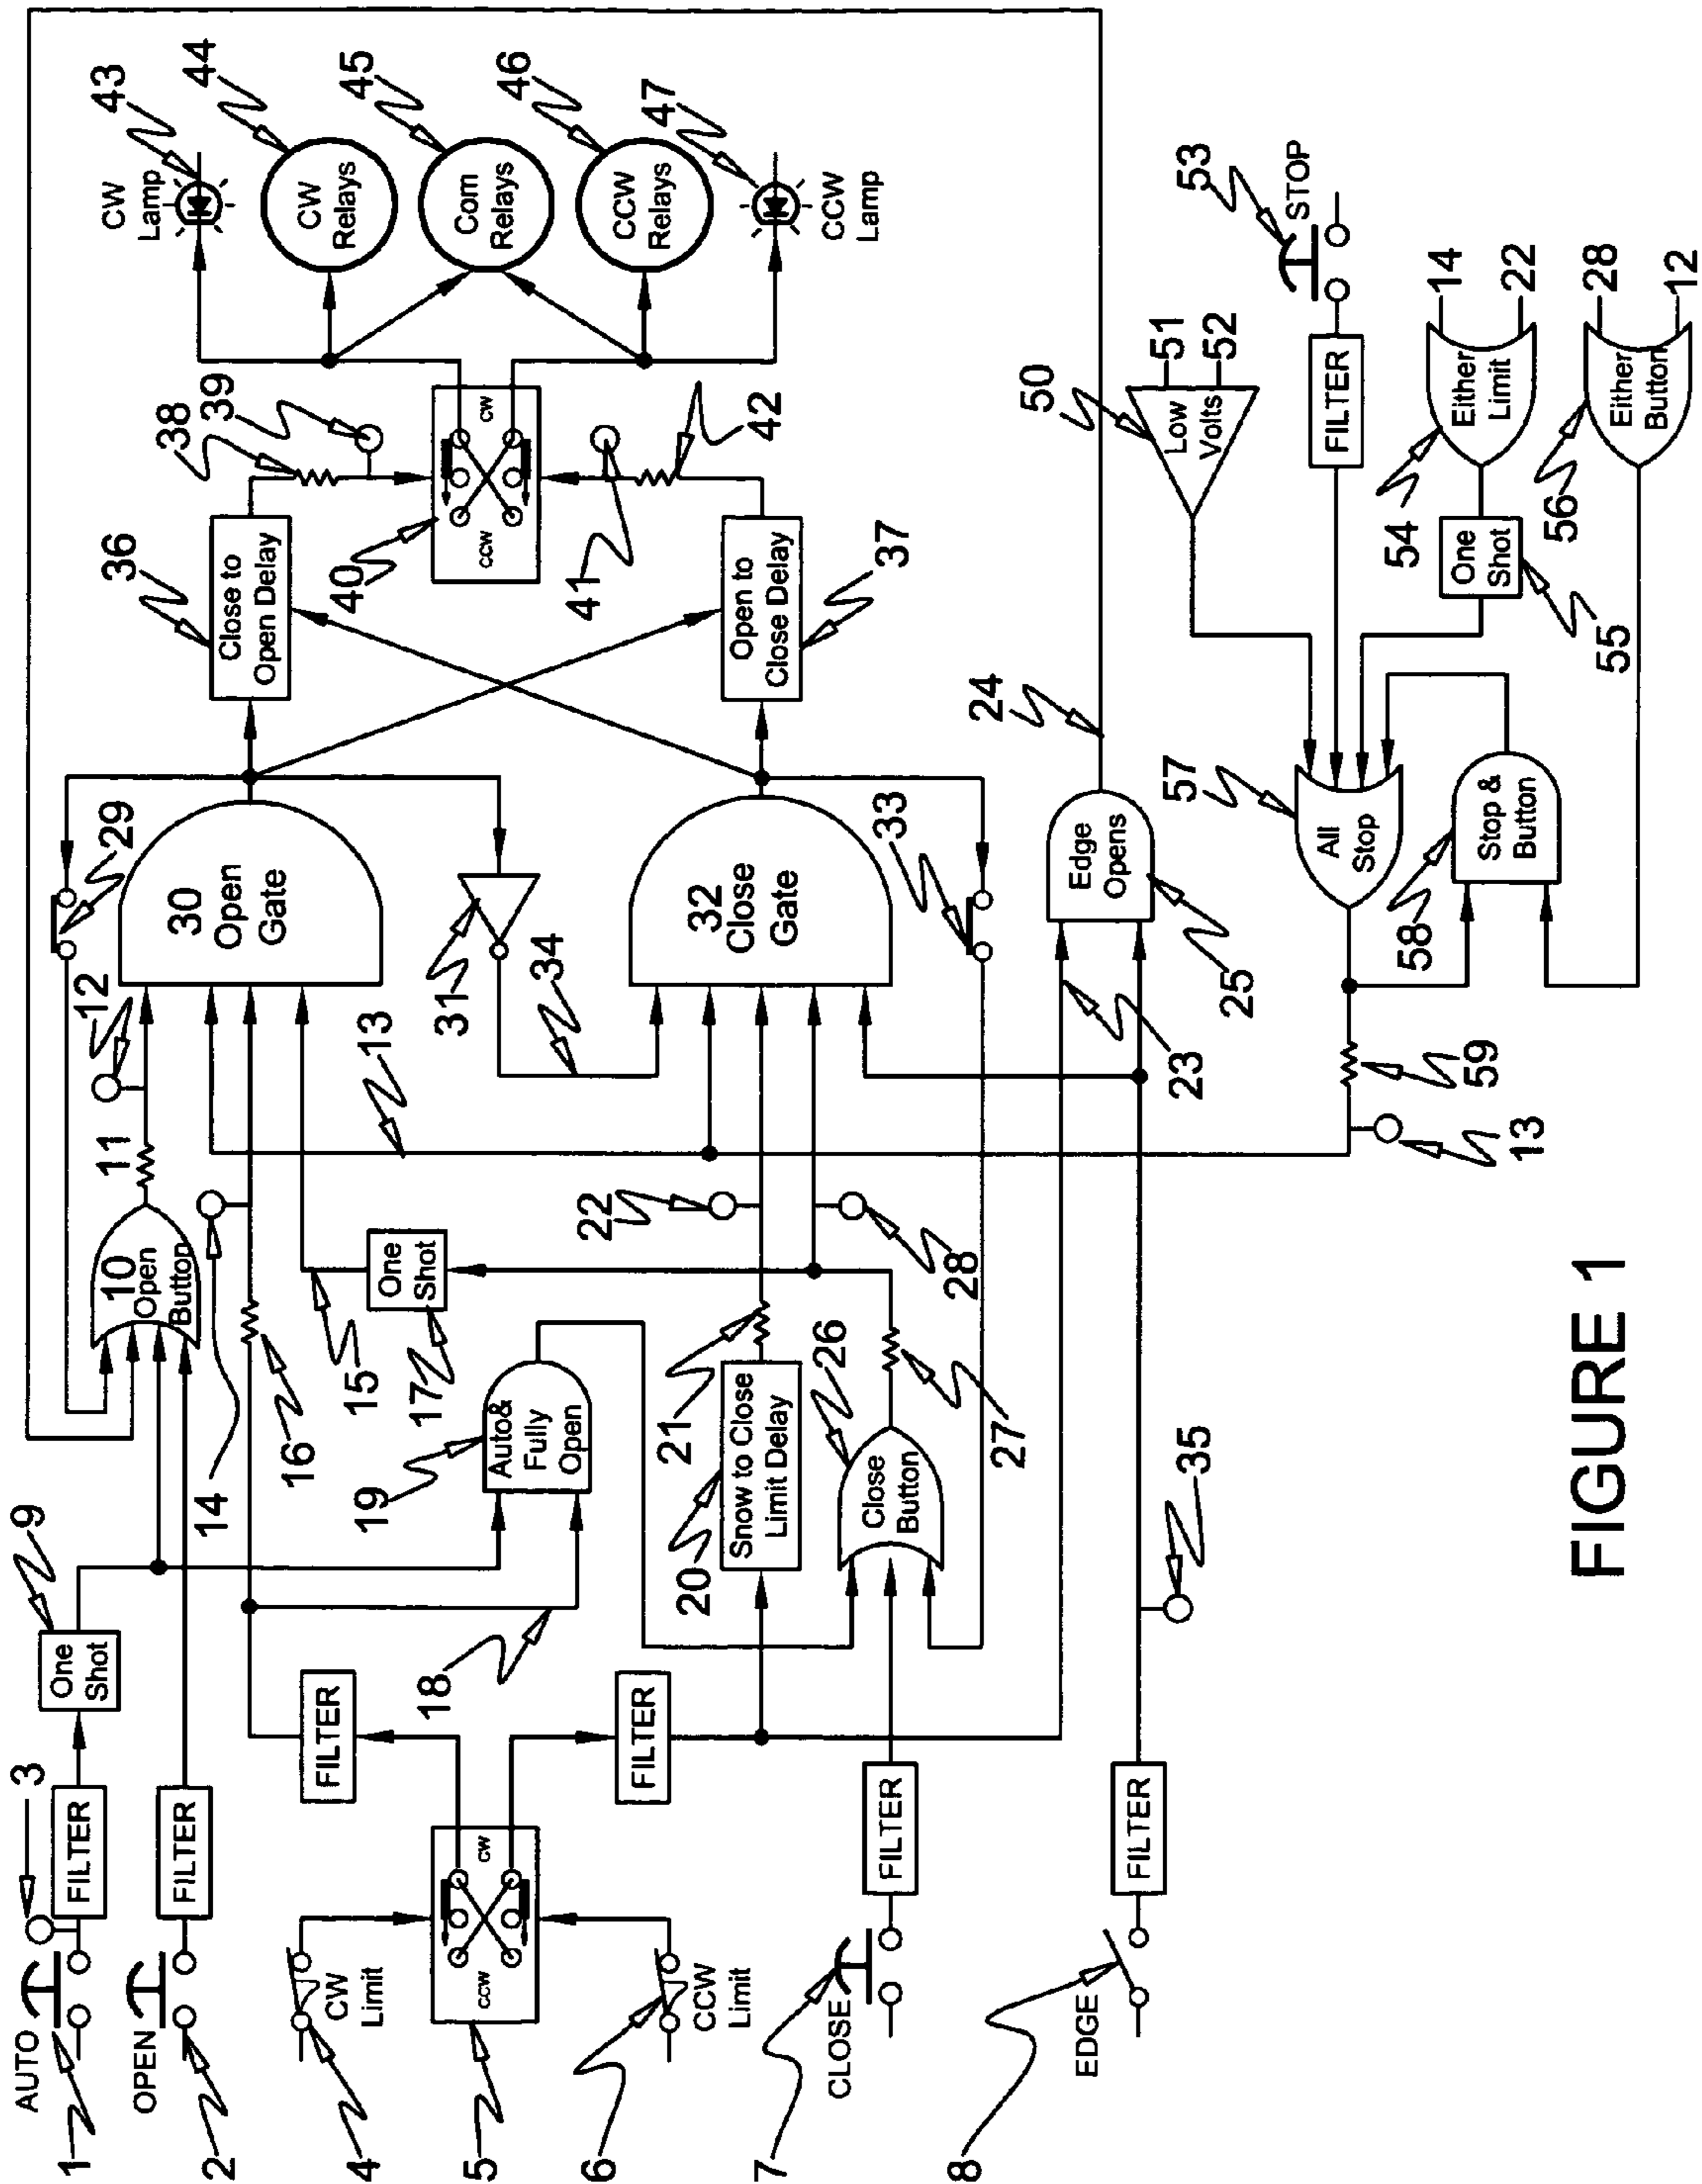 AUTO
1
3
FILTER
One
Shot
9
OPEN
2
FILTER
10
Open
Button
11
12
29
30
Open
Gate
36
Close to
Open Delay
38
39
CW
Lamp
43
CW
Relays
44
Com
Relays
45
CCW
Relays
46
CCW
Lamp
47
4
CW
Limit
5
CCW
CW
6
CCW
Limit
FILTER
FILTER
14
16
15
17
One
Shot
18
19
Auto&
Fully
Open
13
31
34
40
CCW
CW
41
42
37
Open to
Close Delay
20
Snow to Close
Limit Delay
21
22
32
Close
Gate
33
7
CLOSE
FILTER
26
Close
Button
27
28
8
EDGE
FILTER
35
23
25
Edge
Opens
24
50
Low
Volts
51
52
53
STOP
FILTER
57
All
Stop
54
Either
Limit
14
22
55
One
Shot
56
Either
Button
28
12
58
Stop &
Button
59
13
FIGURE 1